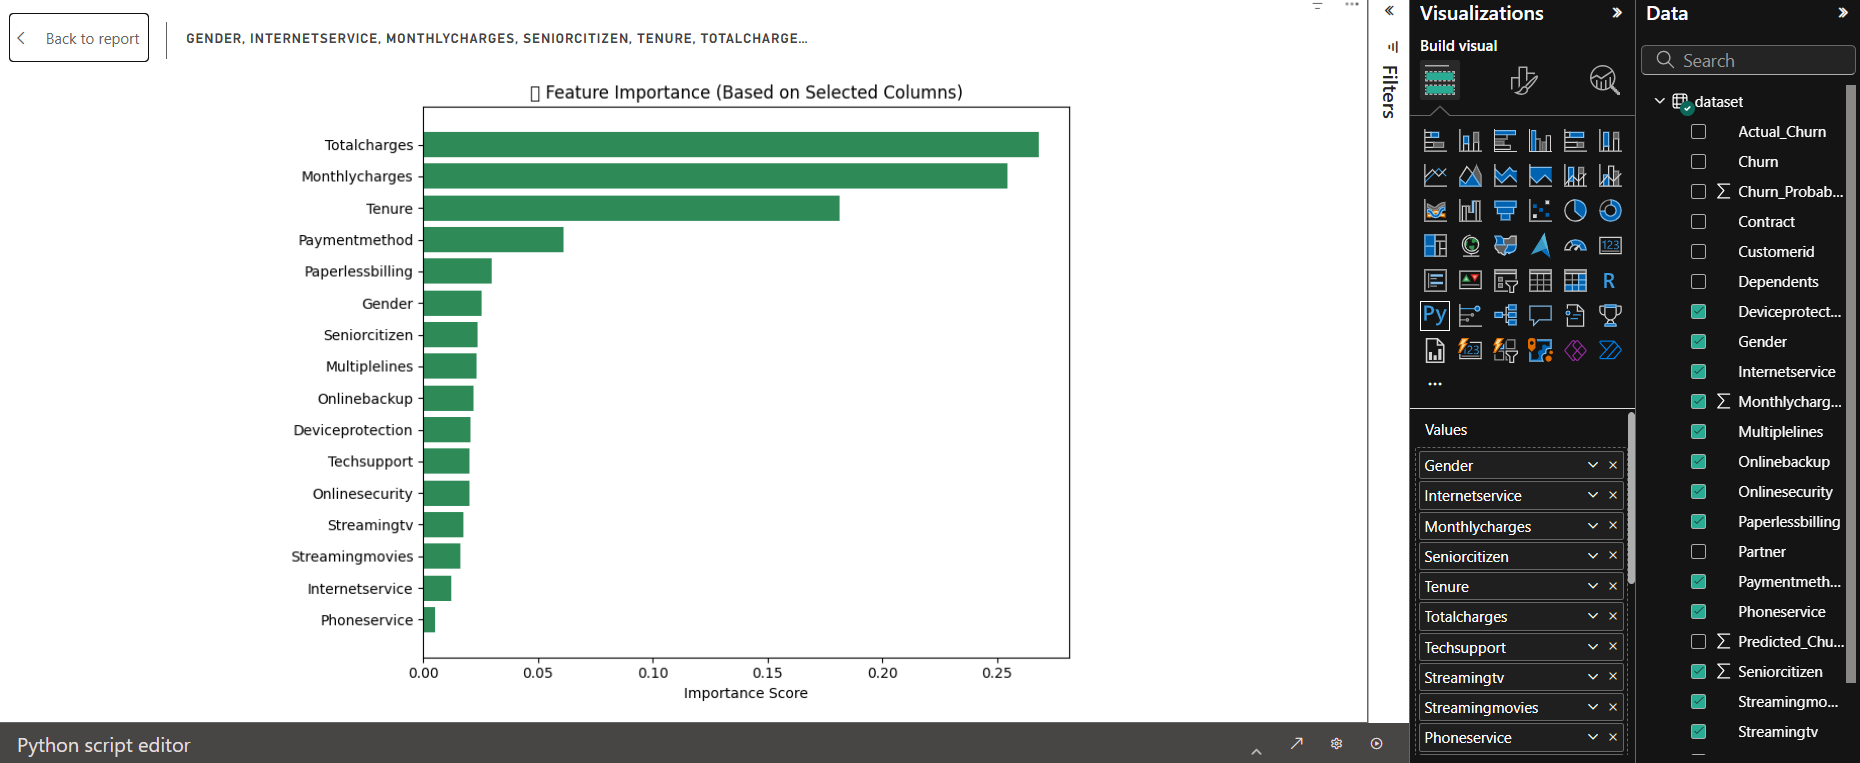 Back to report
GENDER, INTERNETSERVICE, MONTHLYCHARGES, SENIORCITIZEN, TENURE, TOTALCHARGE...
Feature Importance (Based on Selected Columns)
Totalcharges
Monthlycharges
Tenure
Paymentmethod
Paperlessbilling
Gender
Seniorcitizen
Multiplelines
Onlinebackup
Deviceprotection
Techsupport
Onlinesecurity
Streamingtv
Streamingmovies
Internetservice
Phoneservice
0.00 0.05 0.10 0.15 0.20 0.25
Importance Score
Python script editor
Filters
Visualizations
Build visual
123
R
Py
123
Values
Gender
Internetservice
Monthlycharges
Seniorcitizen
Tenure
Totalcharges
Techsupport
Streamingtv
Streamingmovies
Phoneservice
Data
Search
dataset
Actual_Churn
Churn
Σ Churn_Probab...
Contract
Customerid
Dependents
Deviceprotect...
Gender
Internetservice
Σ Monthlycharg...
Multiplelines
Onlinebackup
Onlinesecurity
Paperlessbilling
Partner
Paymentmeth...
Phoneservice
Σ Predicted_Chu...
Σ Seniorcitizen
Streamingmo...
Streamingtv